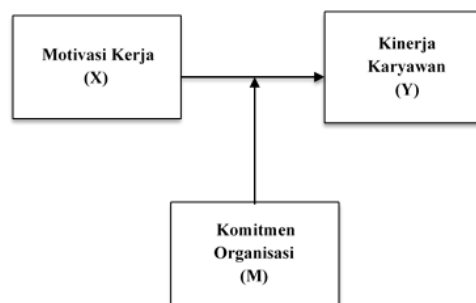 Motivasi Kerja
(X)
Kinerja
Karyawan
(Y)
Komitmen
Organisasi
(M)